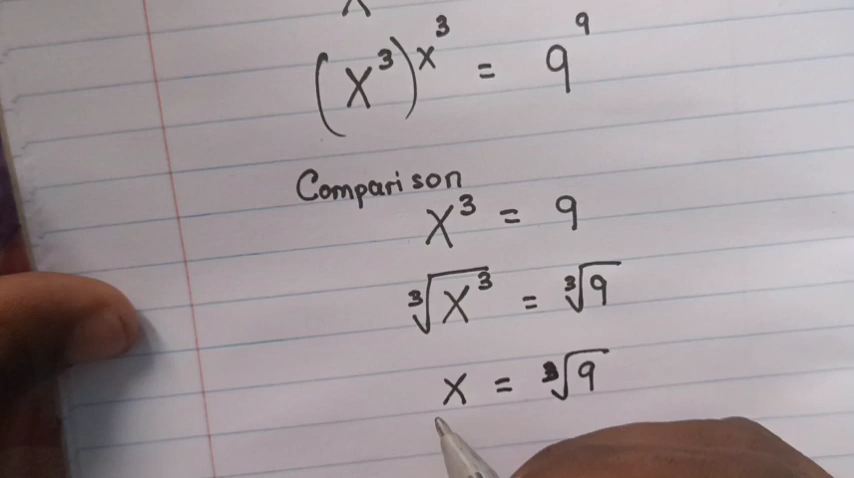 x
(x³)^x³ = 9⁹
Comparison
x³ = 9
∛x³ = ∛9
x = ∛9